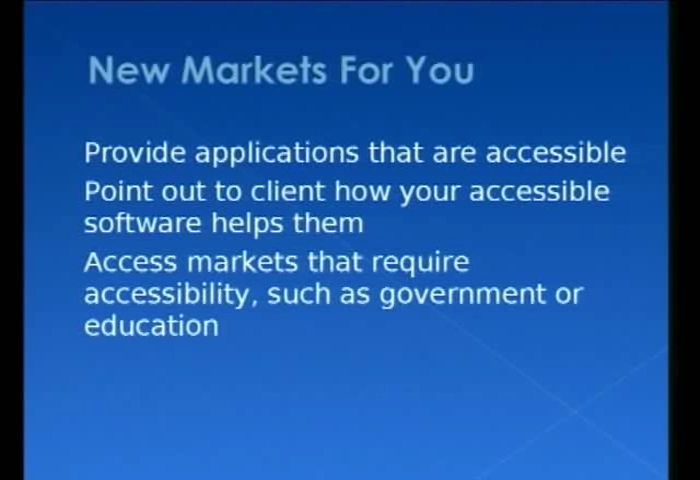 New Markets For You
Provide applications that are accessible
Point out to client how your accessible
software helps them
Access markets that require
accessibility, such as government or
education